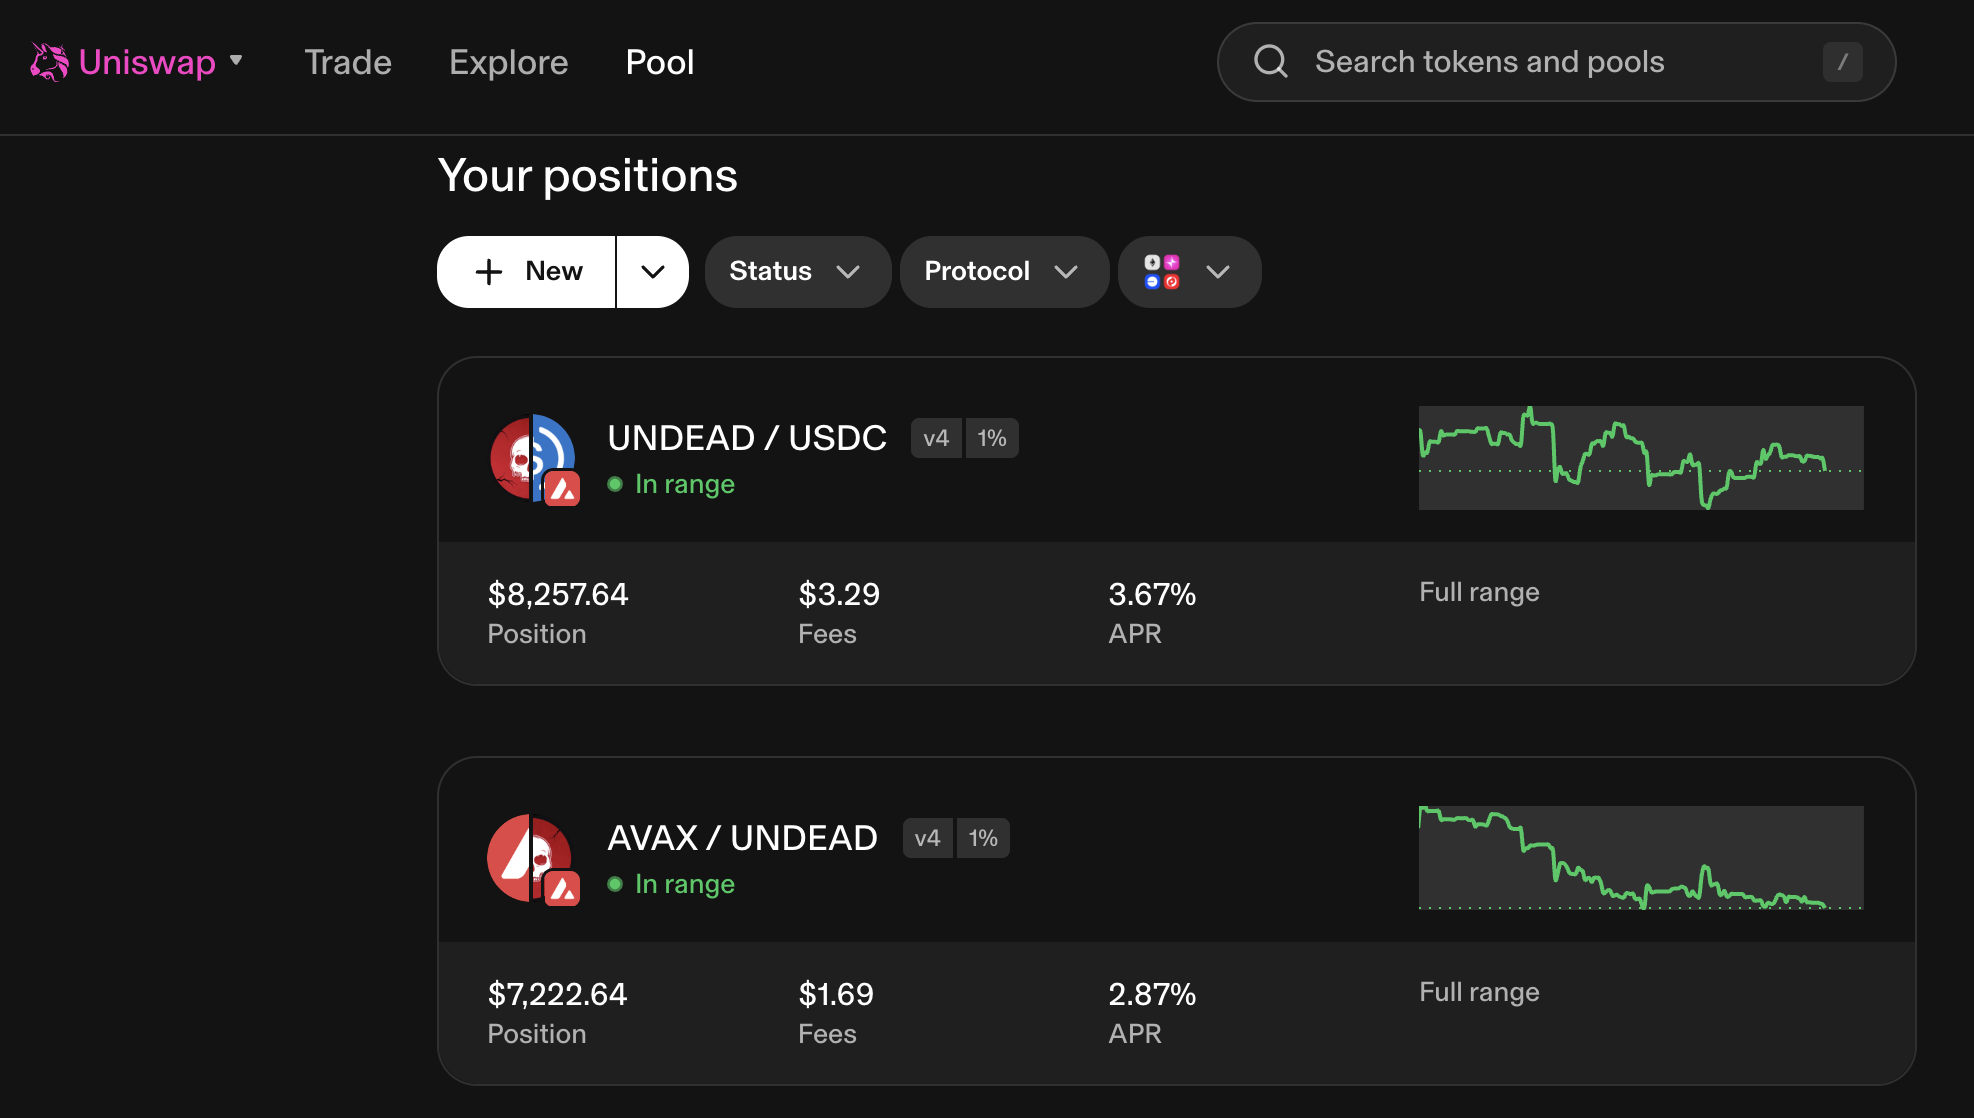 Uniswap Trade Explore Pool Search tokens and pools /
Your positions
New Status Protocol
UNDEAD / USDC v4 1%
In range
$8,257.64 $3.29 3.67% Full range
Position Fees APR
AVAX / UNDEAD v4 1%
In range
$7,222.64 $1.69 2.87% Full range
Position Fees APR